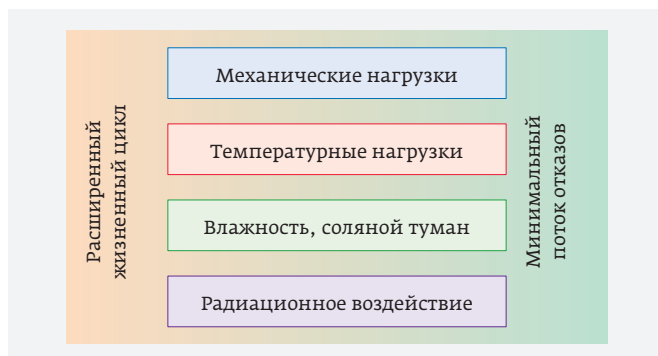 Расширенный
жизненный цикл
Механические нагрузки
Температурные нагрузки
Влажность, соляной туман
Радиационное воздействие
Минимальный
поток отказов